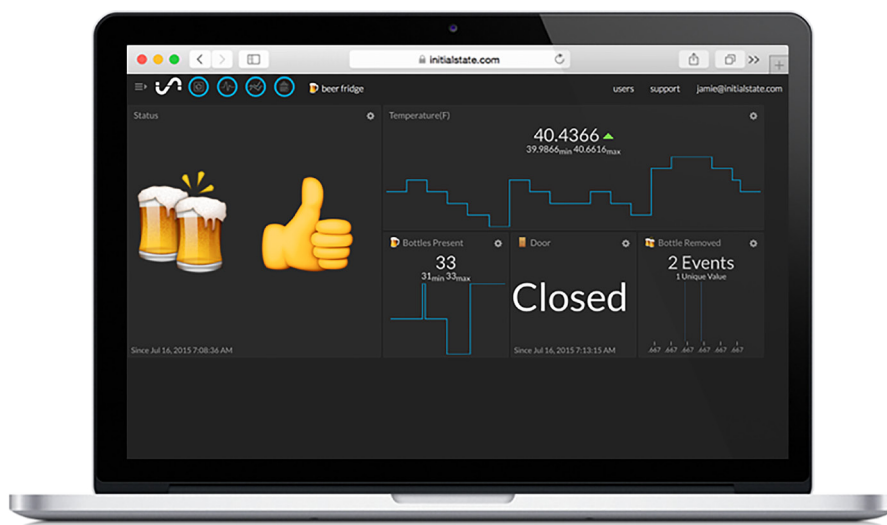 initialstate.com
beer fridge
users
support
jamie@initialstate.com
Status
Since Jul 16, 2015 7:08:36 AM
Temperature(F)
40.4366
39.9866min 40.6616max
Bottles Present
33
31min 33max
Door
Closed
Since Jul 16, 2015 7:13:15 AM
Bottle Removed
2 Events
1 Unique Value
.667 .667 .667 .667 .667 .667